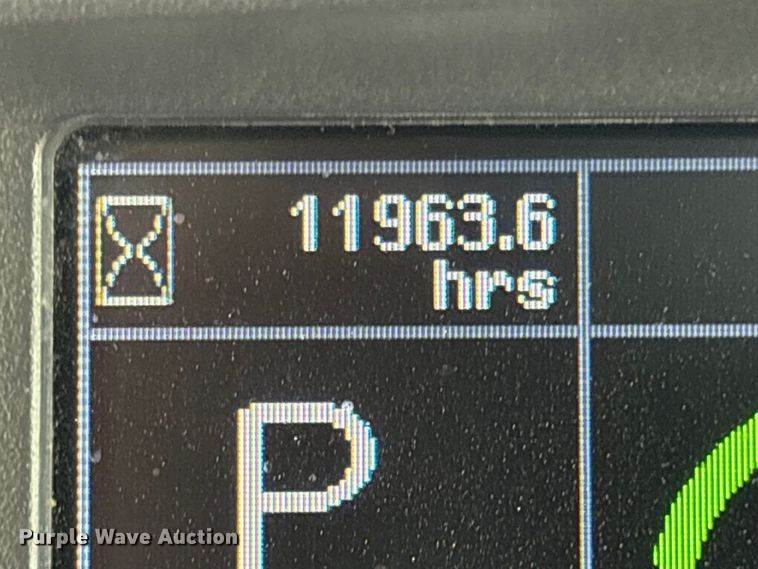 11963.6
hrs
P
Purple Wave Auction